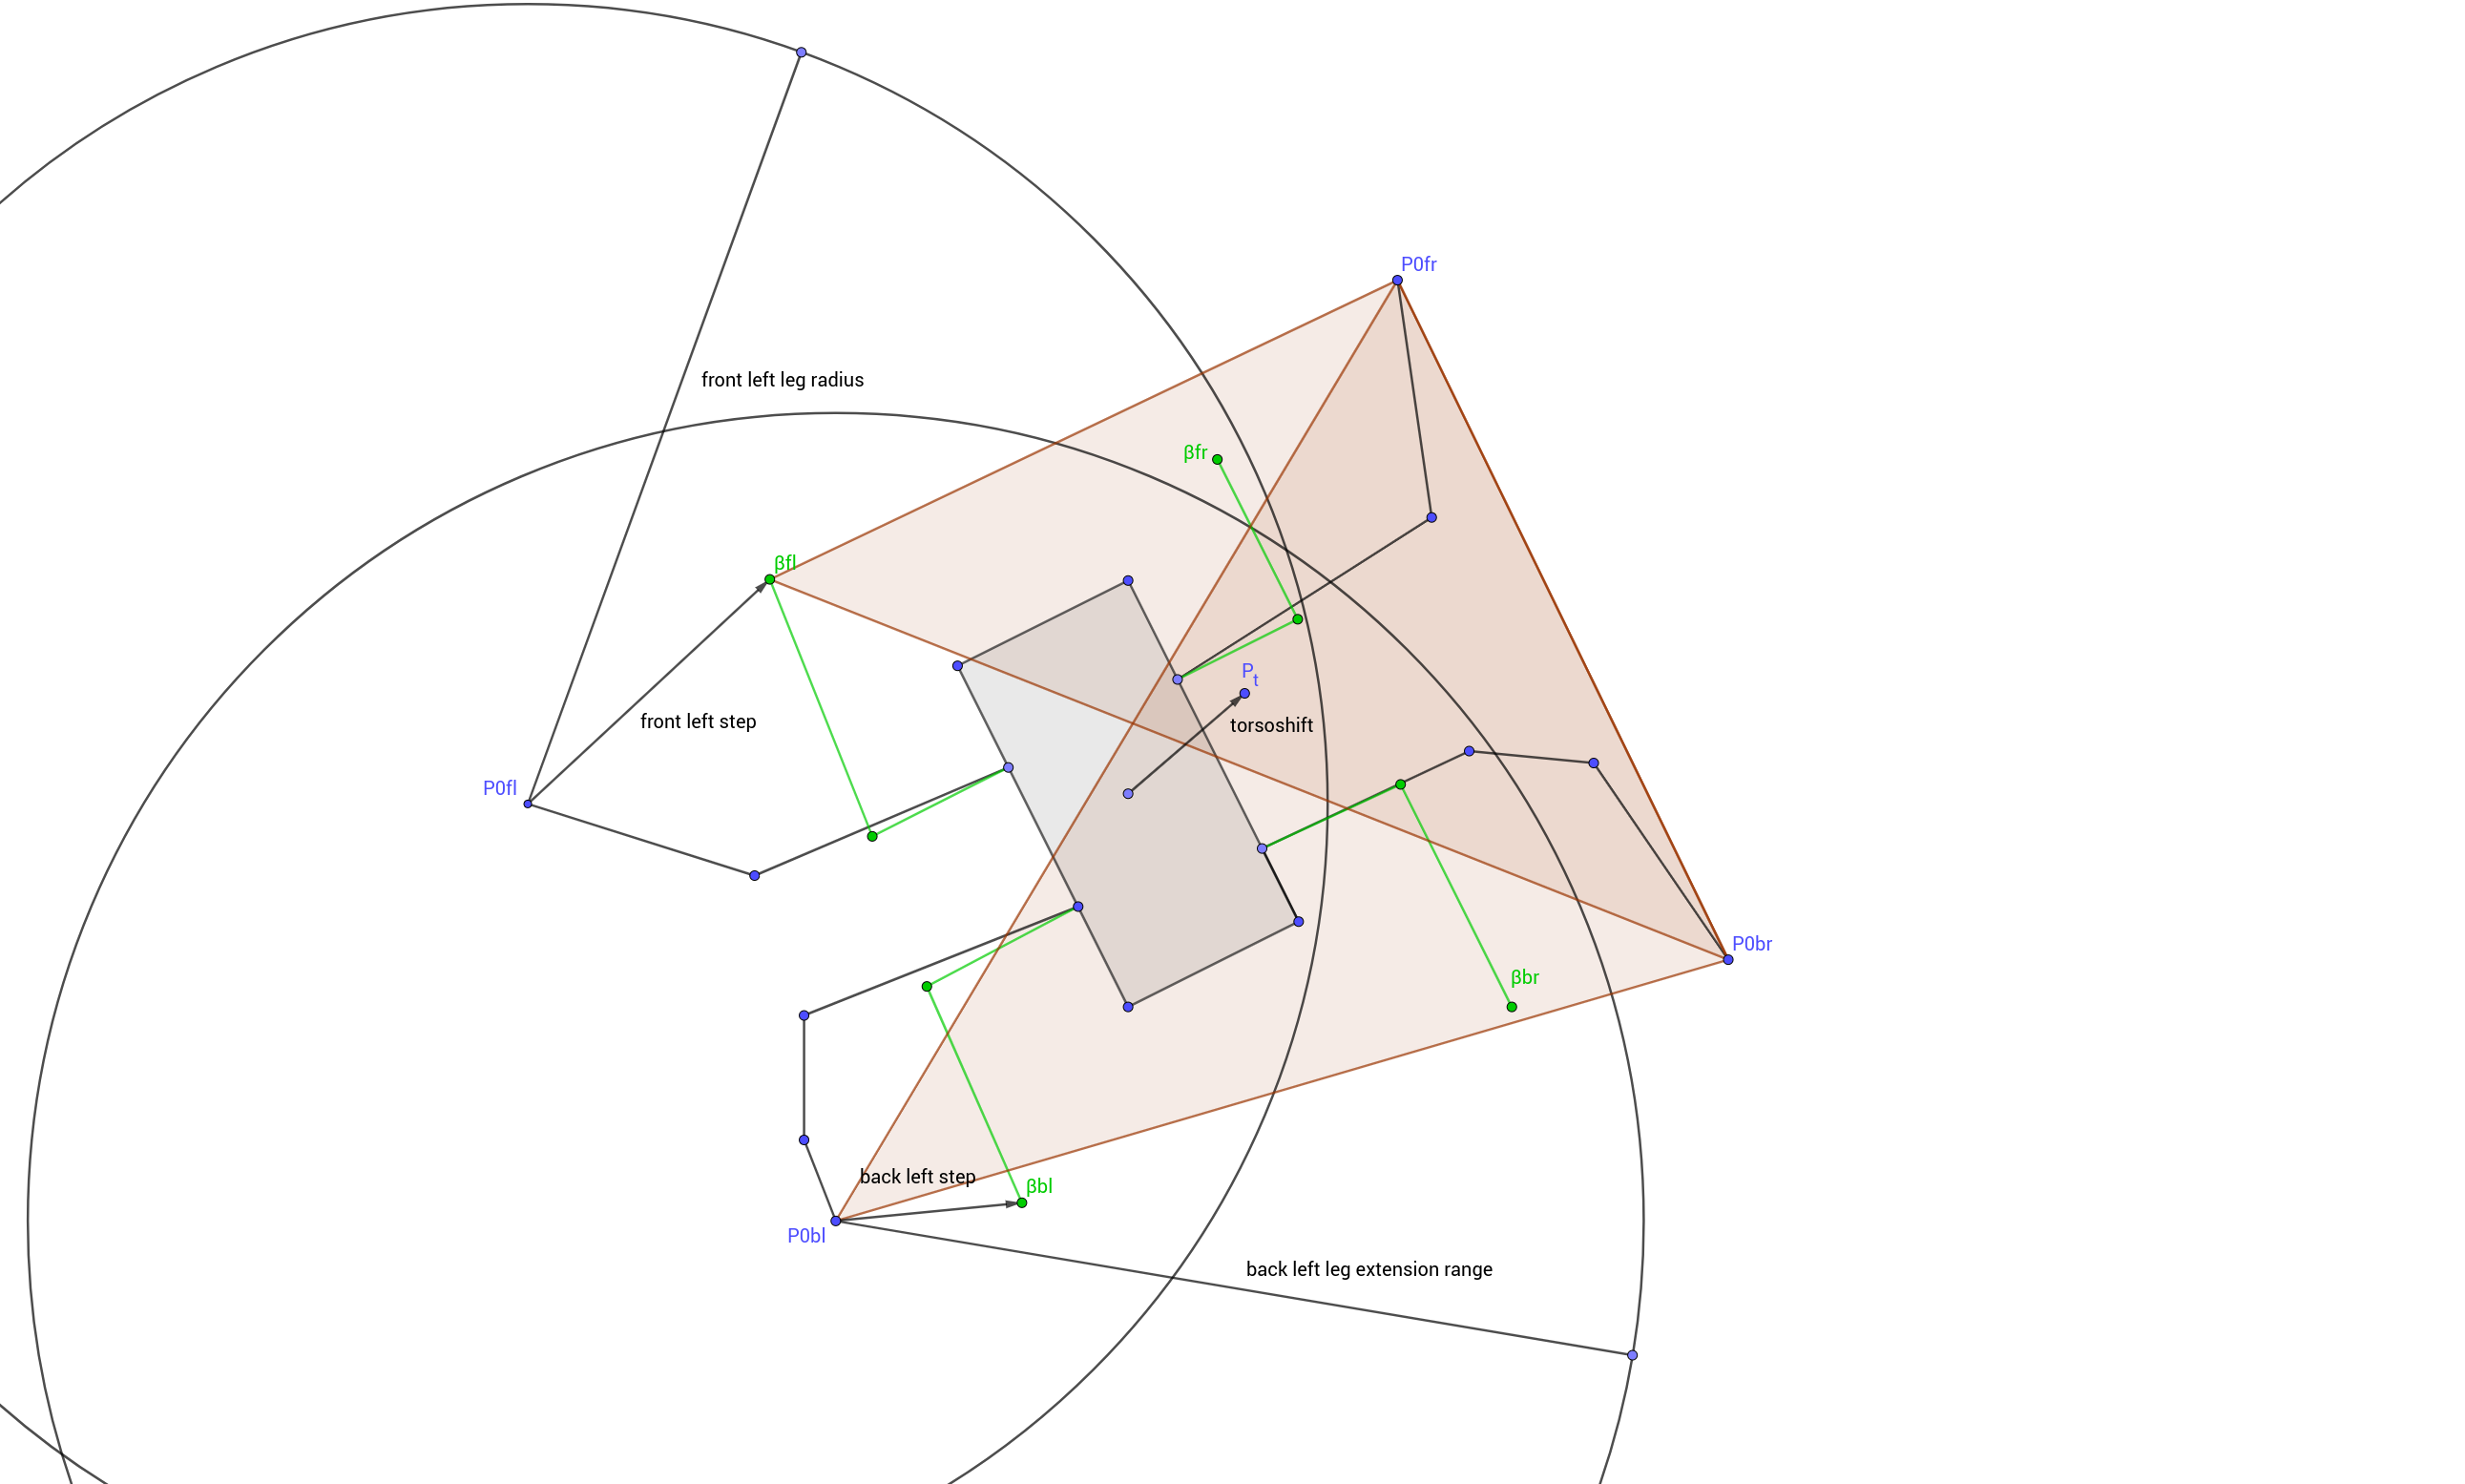 P0fr
front left leg radius
βfr
βfl
P_t
front left step
torsoshift
P0fl
P0br
βbr
back left step
βbl
P0bl
back left leg extension range